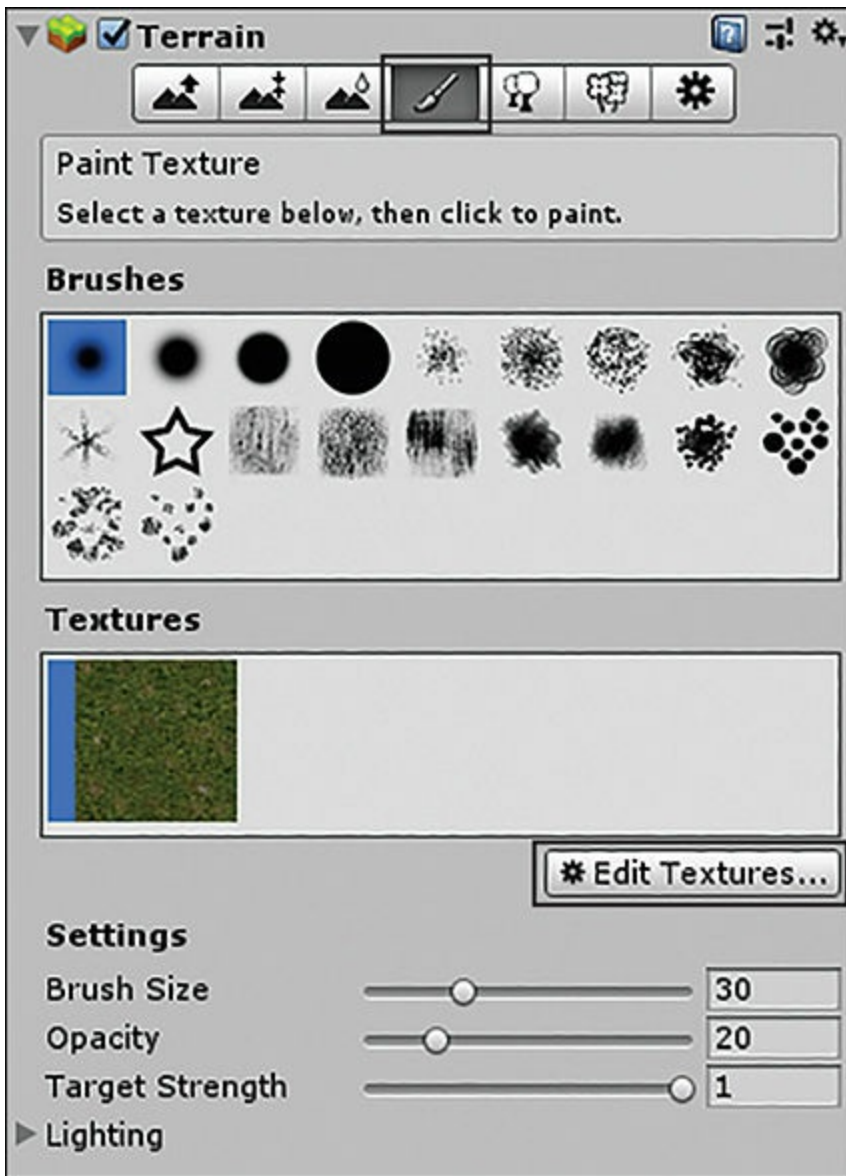 Terrain
Paint Texture
Select a texture below, then click to paint.
Brushes
Textures
Edit Textures...
Settings
Brush Size 30
Opacity 20
Target Strength 1
Lighting